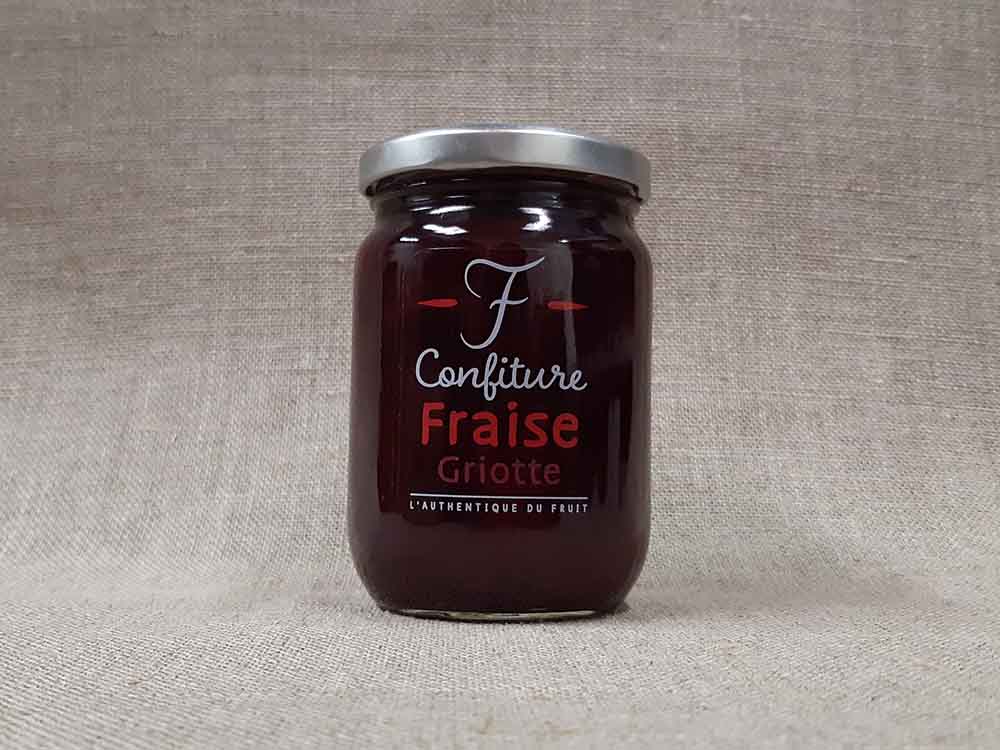 F
Confiture
Fraise
Griotte
L'AUTHENTIQUE DU FRUIT